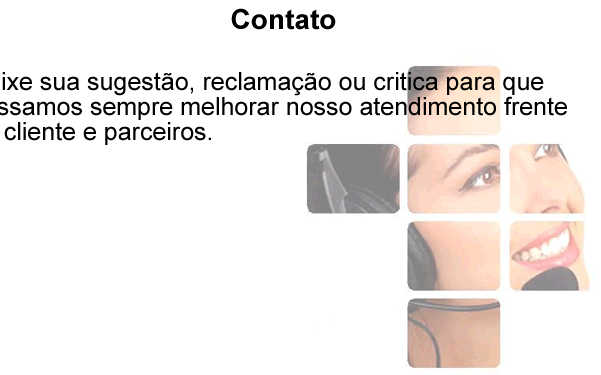 Contato
ixe sua sugestão, reclamação ou critica para que
ssamos sempre melhorar nosso atendimento frente
cliente e parceiros.